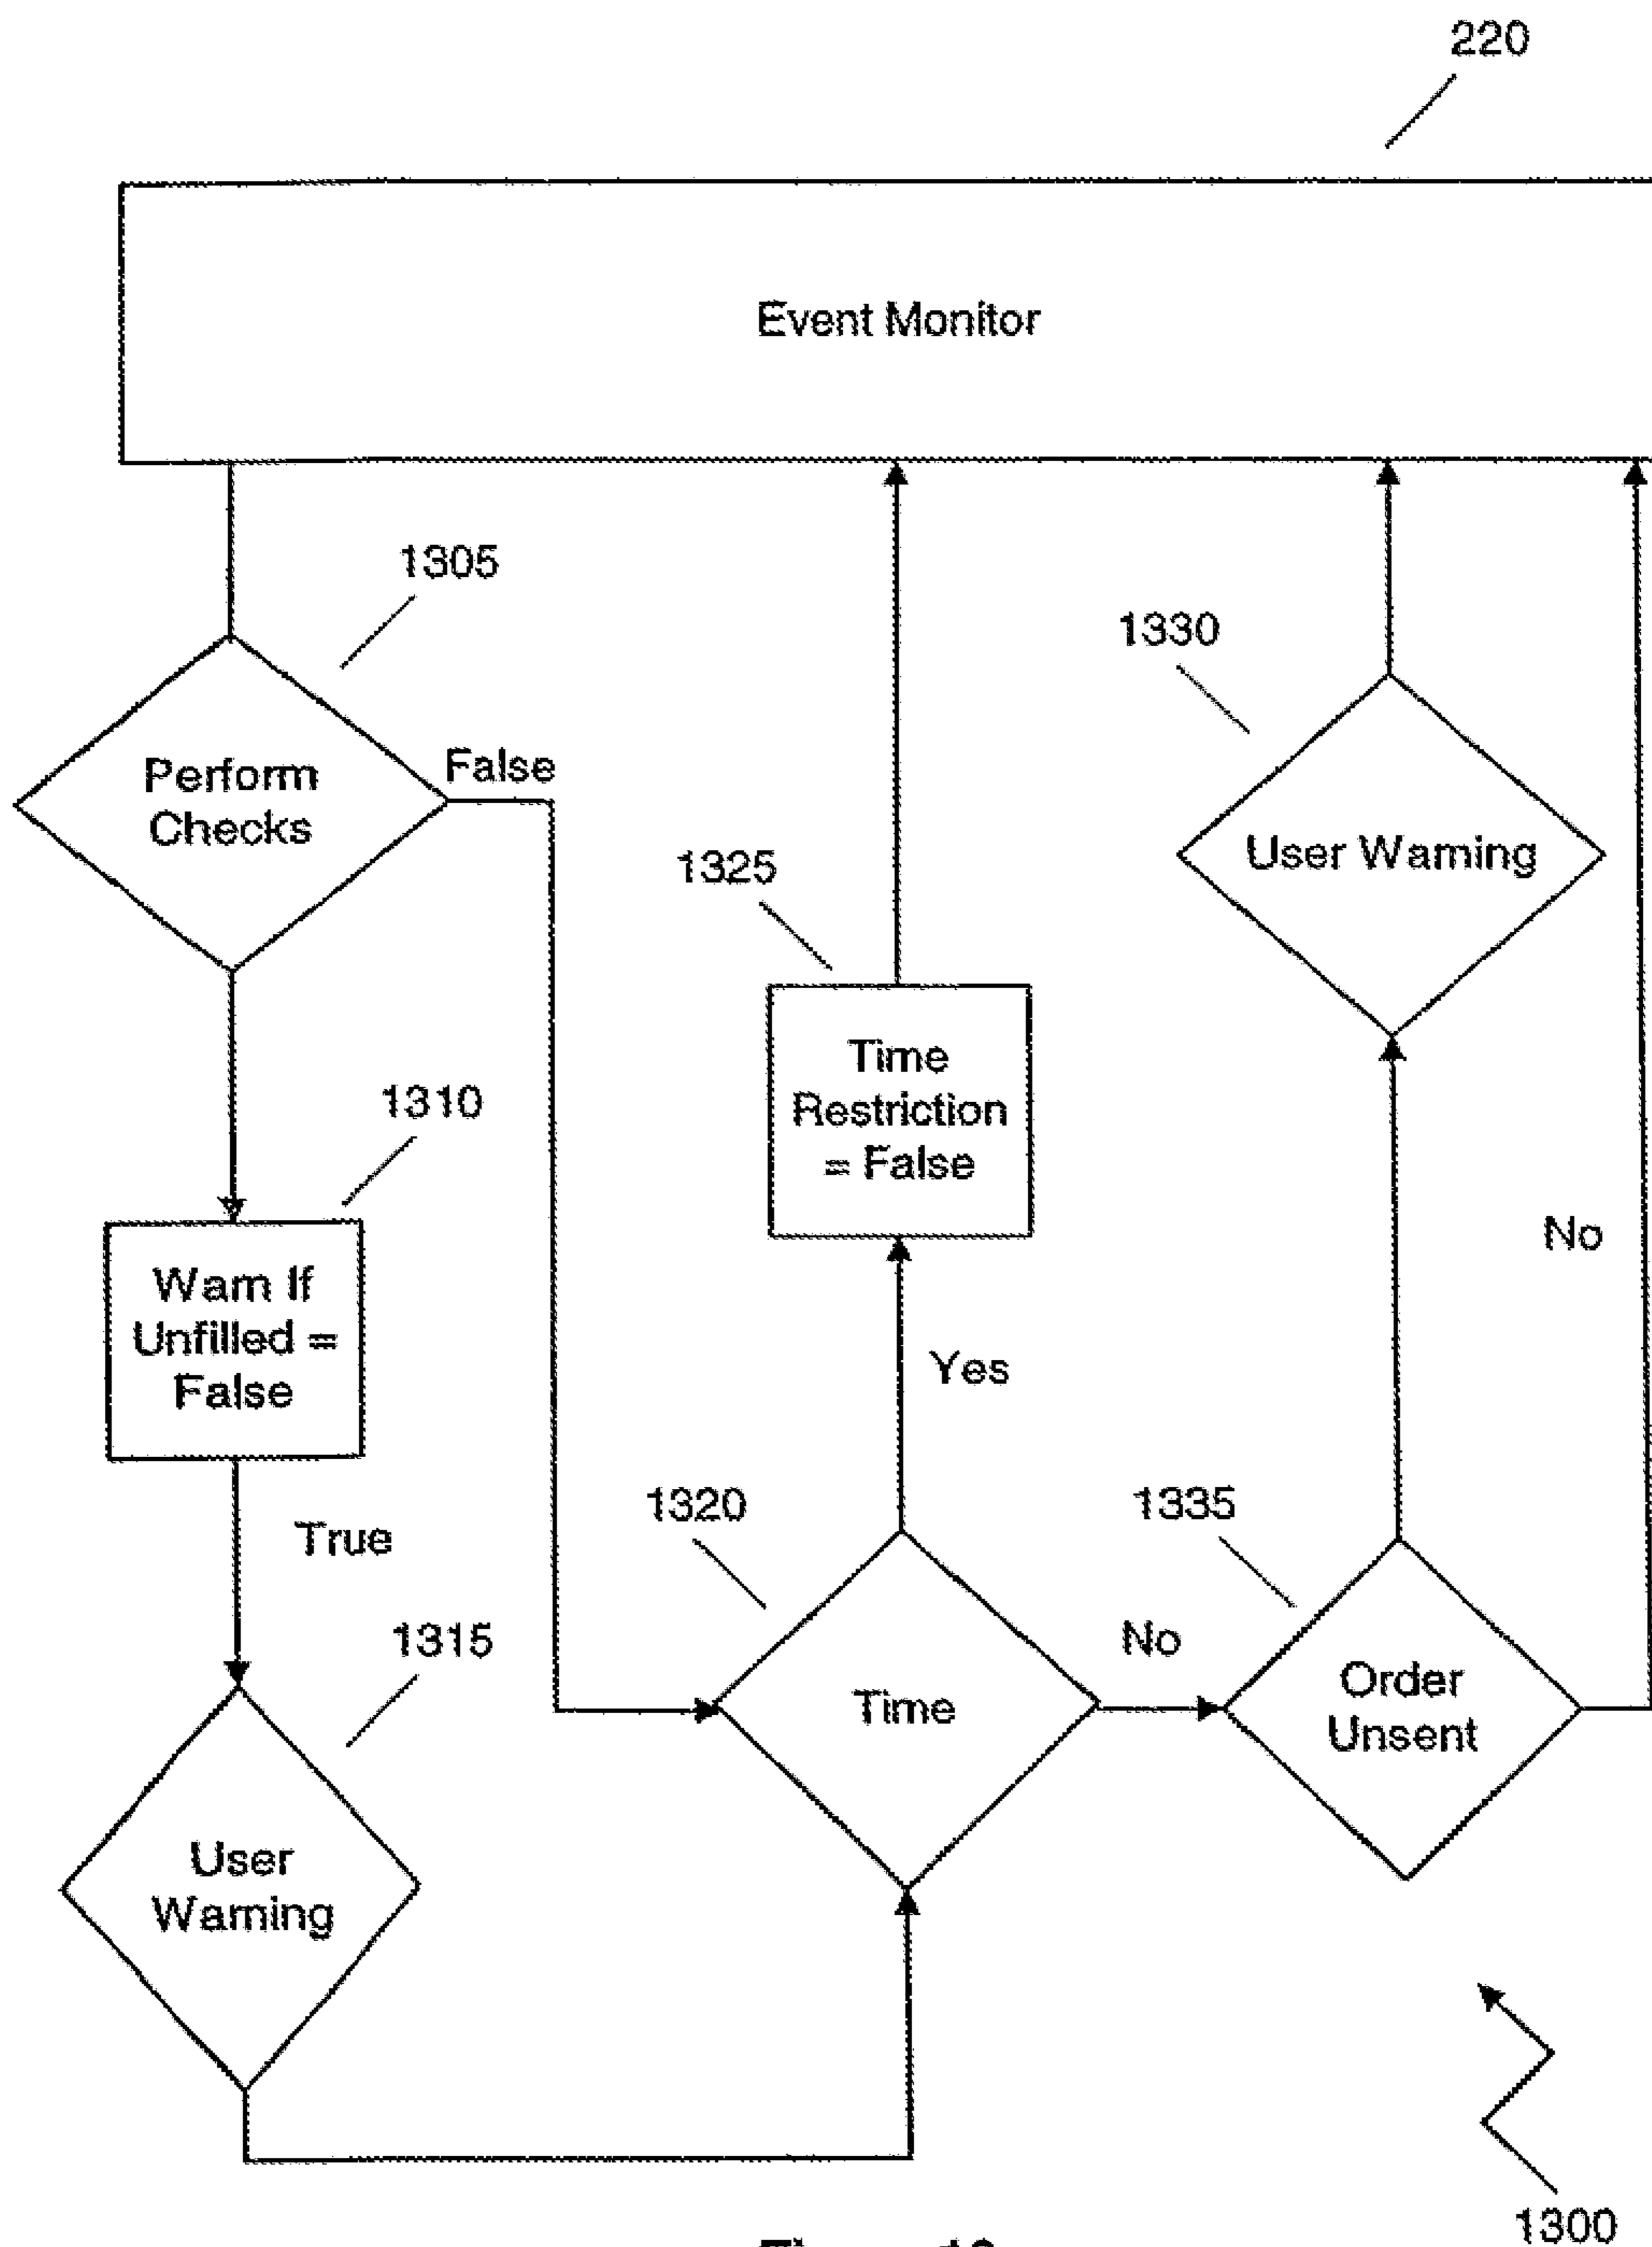 220
Event Monitor
1305
Perform
Checks
False
1330
User Warning
1325
Time
Restriction
= False
1310
Warn If
Unfilled =
False
No
Yes
True
1320
1335
1315
Time
No
Order
Unsent
User
Warning
1300